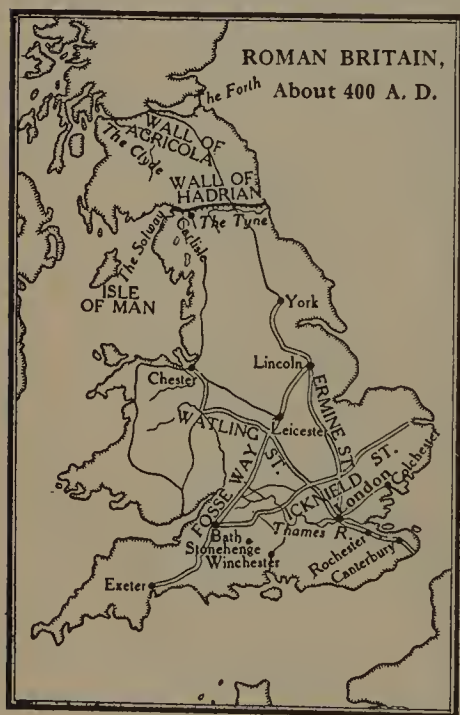 ROMAN BRITAIN,
About 400 A. D.
The Forth
WALL OF
AGRICOLA
The Clyde
WALL OF
HADRIAN
The Tyne
The Solway
Carlisle
ISLE
OF MAN
York
Lincoln
Chester
ERMINE ST.
WATLING ST.
Leicester
FOSSE WAY
ICKNIELD ST.
Colchester
London
Thames R.
Bath
Stonehenge
Winchester
Rochester
Canterbury
Exeter